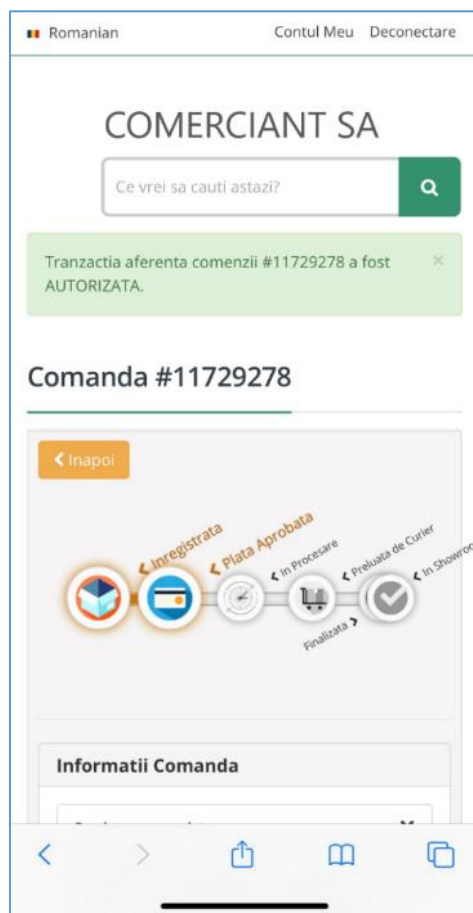 Romanian Contul Meu Deconectare
COMERCIANT SA
Ce vrei sa cauti astazi?
Tranzactia aferenta comenzii #11729278 a fost
AUTORIZATA.
Comanda #11729278
Inapoi
Inregistrata
Plata Aprobata
In Procesare
Preluata de Curier
In Showroo
Finalizata
Informatii Comanda